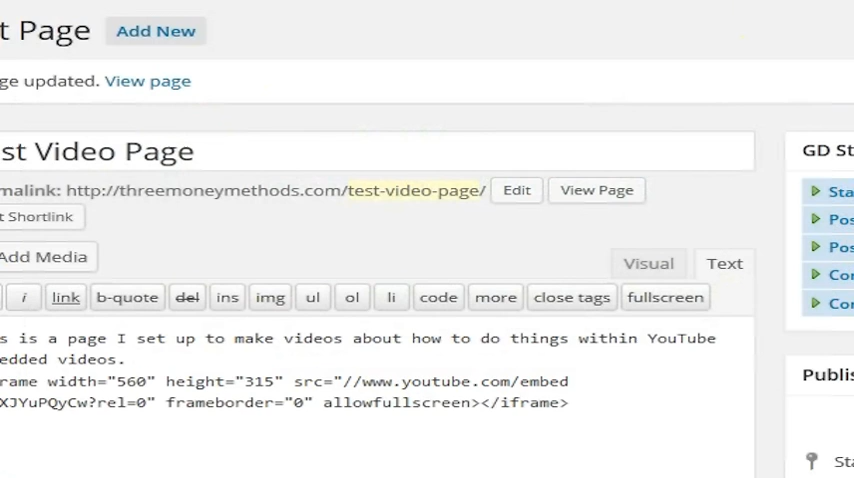 t Page Add New
ge updated. View page
st Video Page
malink: http://threemoneymethods.com/test-video-page/ Edit View Page
t Shortlink
Add Media
Visual Text
i link b-quote del ins img ul ol li code more close tags fullscreen
s is a page I set up to make videos about how to do things within YouTube
edded videos.
rame width="560" height="315" src="//www.youtube.com/embed
XJYuPQyCw?rel=0" frameborder="0" allowfullscreen></iframe>
GD St
Sta
Pos
Pos
Con
Con
Publis
Sta